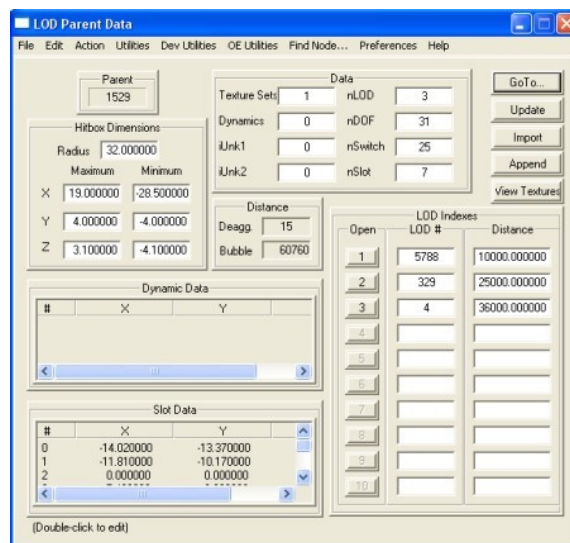 LOD Parent Data
File Edit Action Utilities Dev Utilities OE Utilities Find Node... Preferences Help
Parent
1529
Data
Texture Sets 1 nLOD 3
Dynamics 0 nDOF 31
iUnk1 0 nSwitch 25
iUnk2 0 nSlot 7
GoTo...
Update
Import
Append
View Textures
Hitbox Dimensions
Radius 32.000000
Maximum Minimum
X 19.000000 -28.500000
Y 4.000000 -4.000000
Z 3.100000 -4.100000
Distance
Deagg. 15
Bubble 60760
LOD Indexes
Open LOD # Distance
1 5788 10000.000000
2 329 25000.000000
3 4 36000.000000
4
5
6
7
8
9
10
Dynamic Data
# X Y
Slot Data
# X Y
0 -14.020000 -13.370000
1 -11.810000 -10.170000
2 0.000000 0.000000
(Double-click to edit)